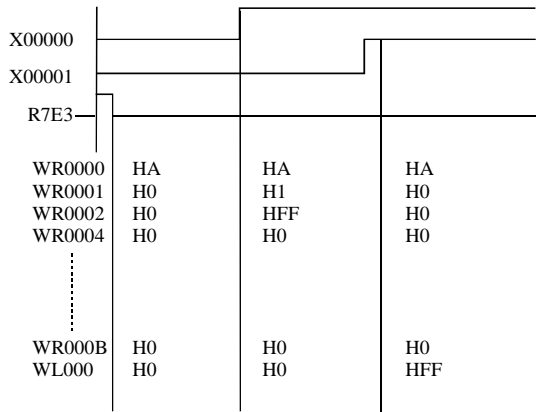 X00000
X00001
R7E3
WR0000 HA HA HA
WR0001 H0 H1 H0
WR0002 H0 HFF H0
WR0004 H0 H0 H0
WR000B H0 H0 H0
WL000 H0 H0 HFF